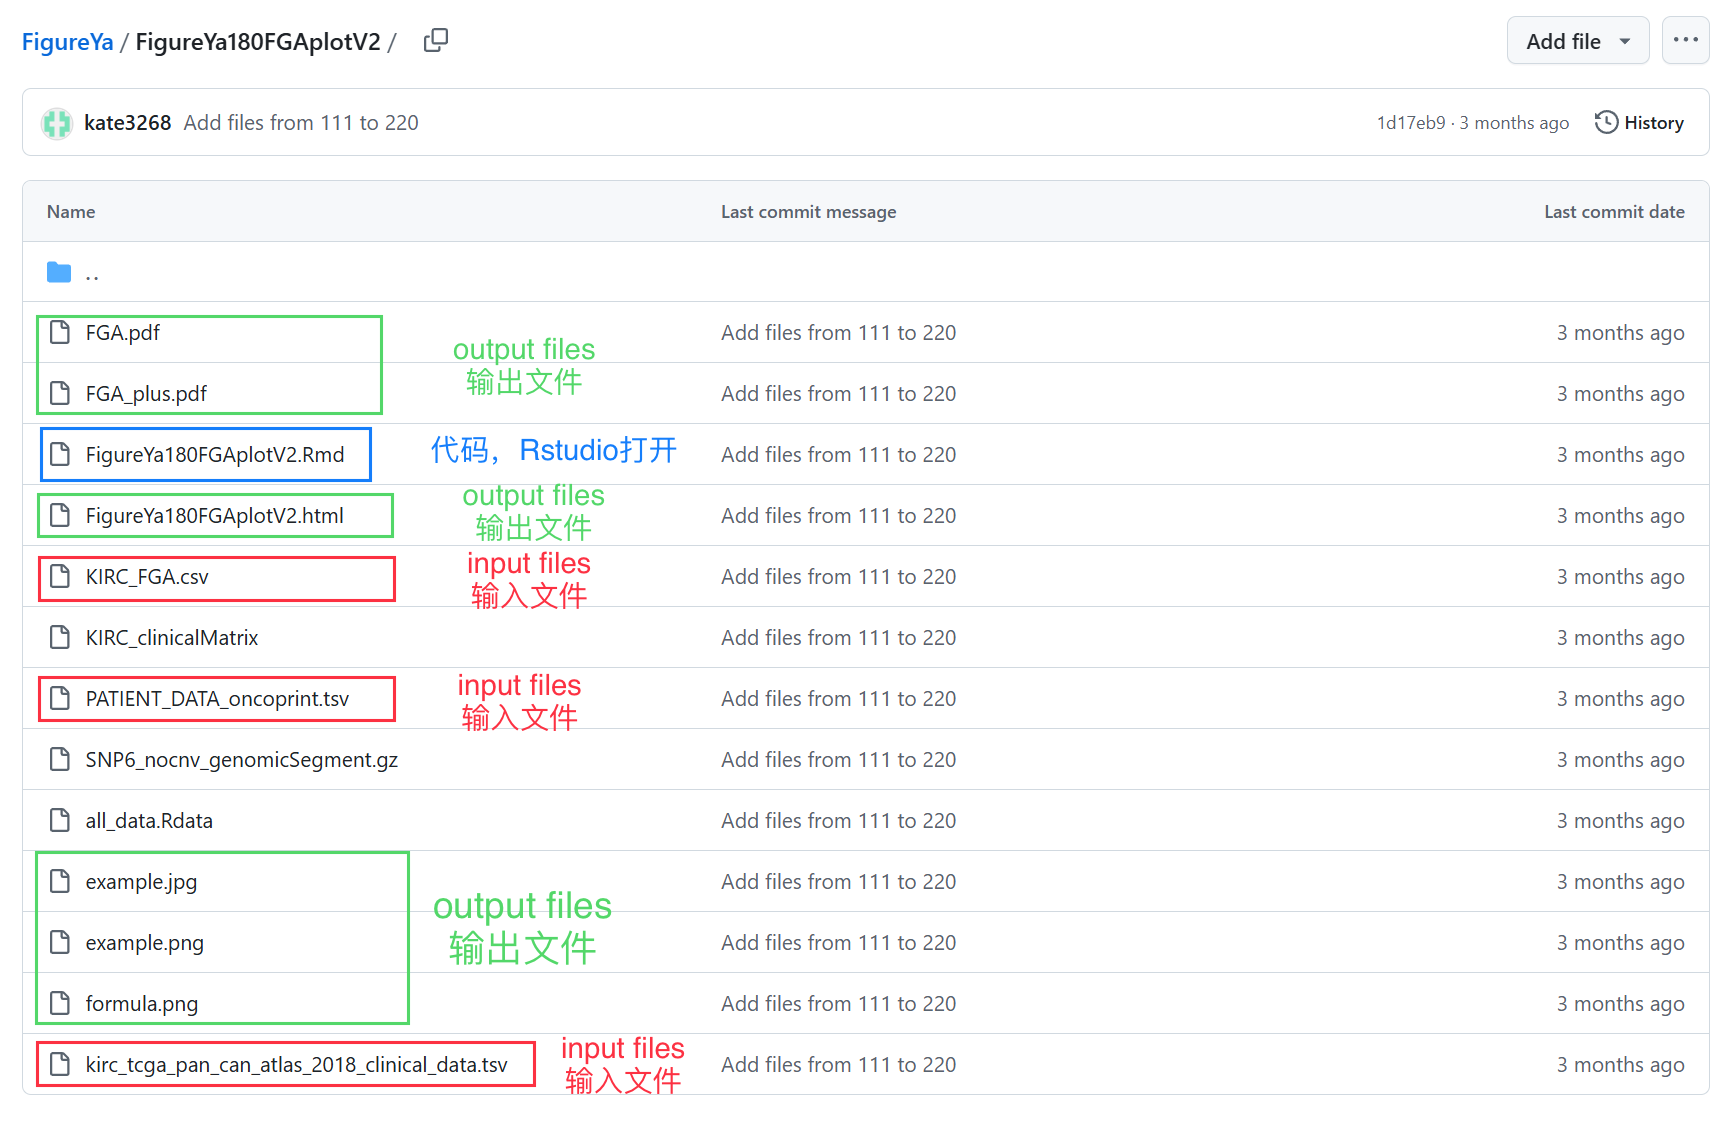 FigureYa / FigureYa180FGAplotV2 /
Add file
kate3268 Add files from 111 to 220
1d17eb9 · 3 months ago
History
Name Last commit message Last commit date
..
FGA.pdf Add files from 111 to 220 3 months ago
output files
输出文件
FGA_plus.pdf Add files from 111 to 220 3 months ago
FigureYa180FGAplotV2.Rmd 代码，Rstudio打开 Add files from 111 to 220 3 months ago
output files
FigureYa180FGAplotV2.html Add files from 111 to 220 3 months ago
输出文件
input files
KIRC_FGA.csv Add files from 111 to 220 3 months ago
输入文件
KIRC_clinicalMatrix Add files from 111 to 220 3 months ago
input files
PATIENT_DATA_oncoprint.tsv Add files from 111 to 220 3 months ago
输入文件
SNP6_nocnv_genomicSegment.gz Add files from 111 to 220 3 months ago
all_data.Rdata Add files from 111 to 220 3 months ago
example.jpg Add files from 111 to 220 3 months ago
output files
输出文件
example.png Add files from 111 to 220 3 months ago
formula.png Add files from 111 to 220 3 months ago
input files
kirc_tcga_pan_can_atlas_2018_clinical_data.tsv Add files from 111 to 220 3 months ago
输入文件